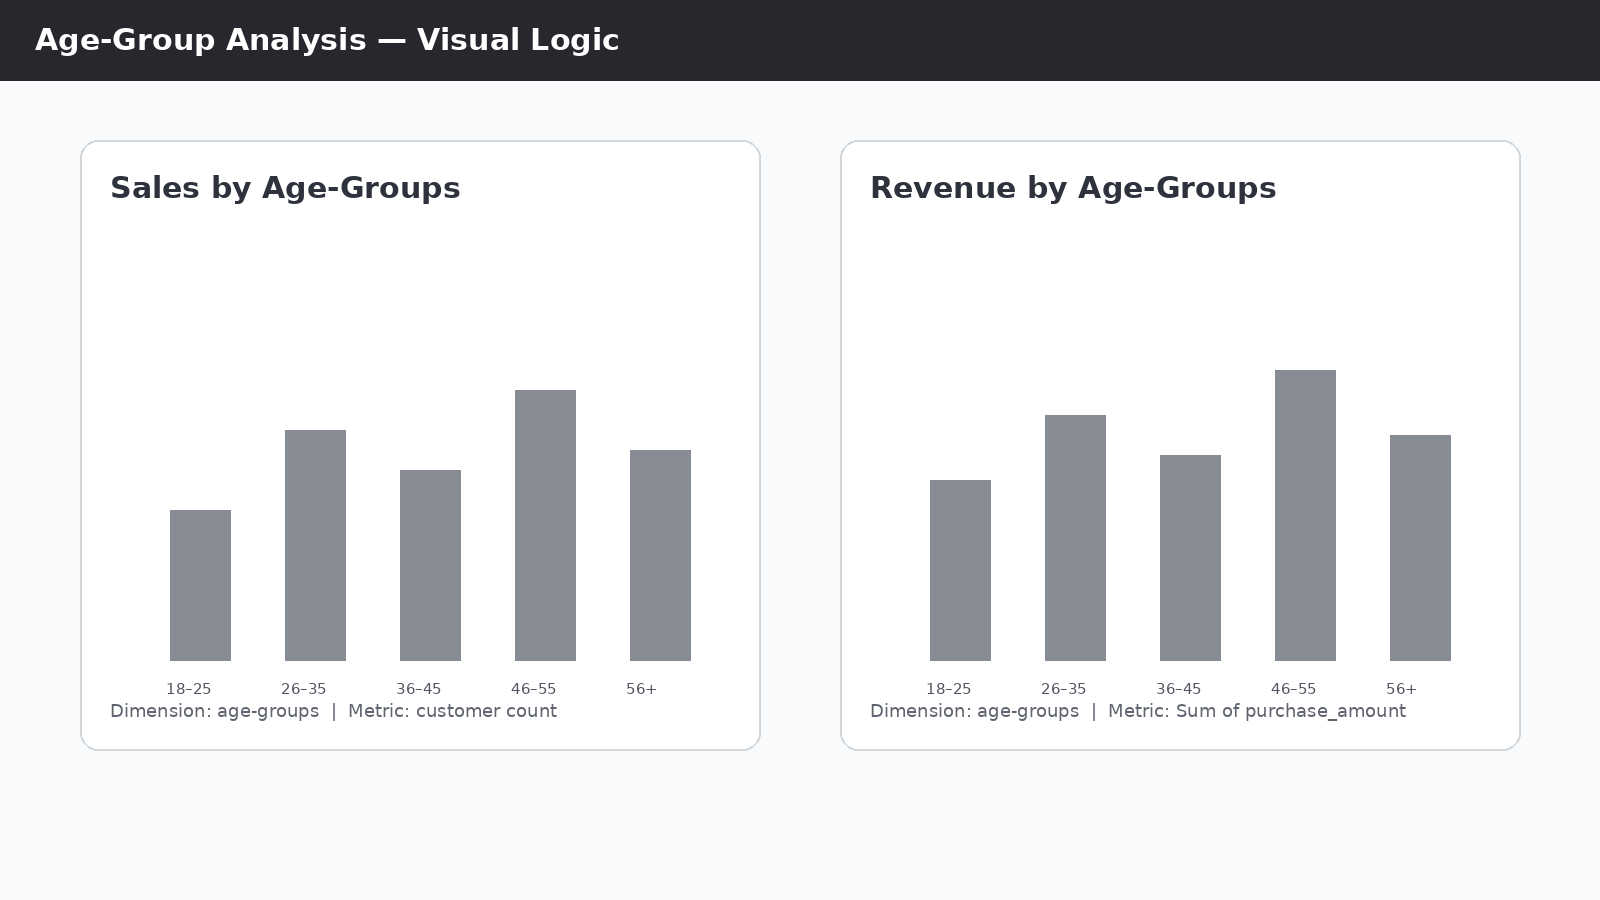 Age-Group Analysis — Visual Logic
Sales by Age-Groups
18–25 26–35 36–45 46–55 56+
Dimension: age-groups | Metric: customer count
Revenue by Age-Groups
18–25 26–35 36–45 46–55 56+
Dimension: age-groups | Metric: Sum of purchase_amount